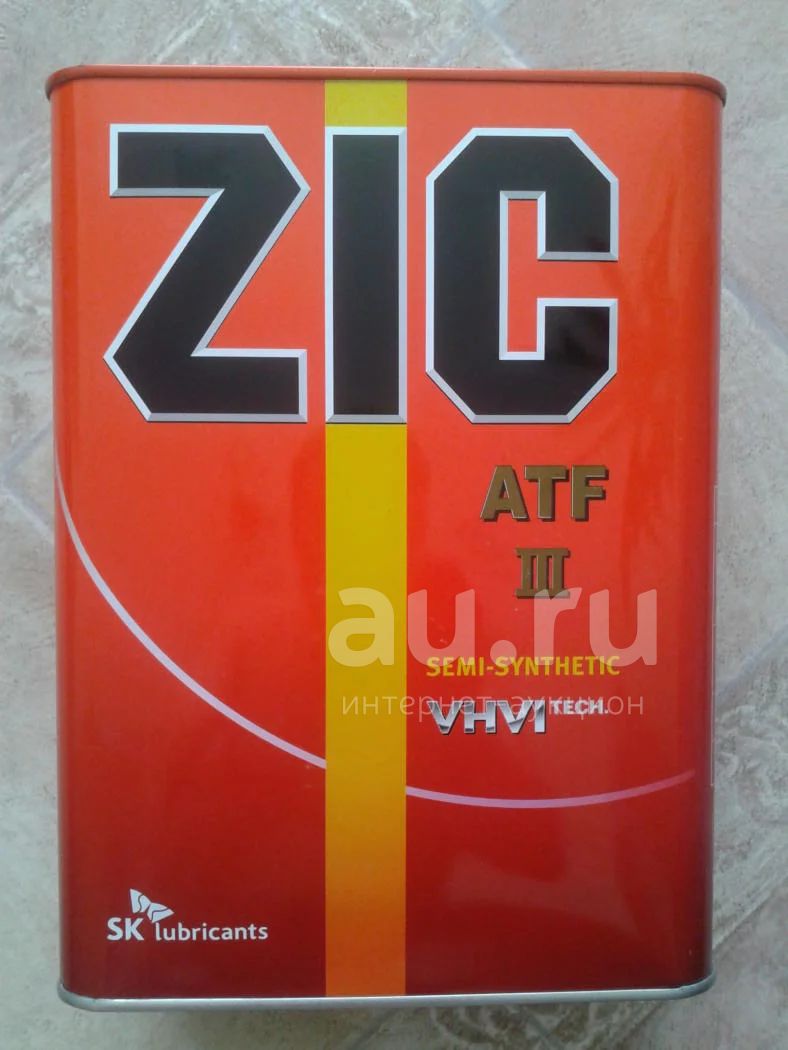 ZIC
ATF
III
au.ru
SEMI-SYNTHETIC
интернет-аукцион
VHVI TECH.
SK lubricants